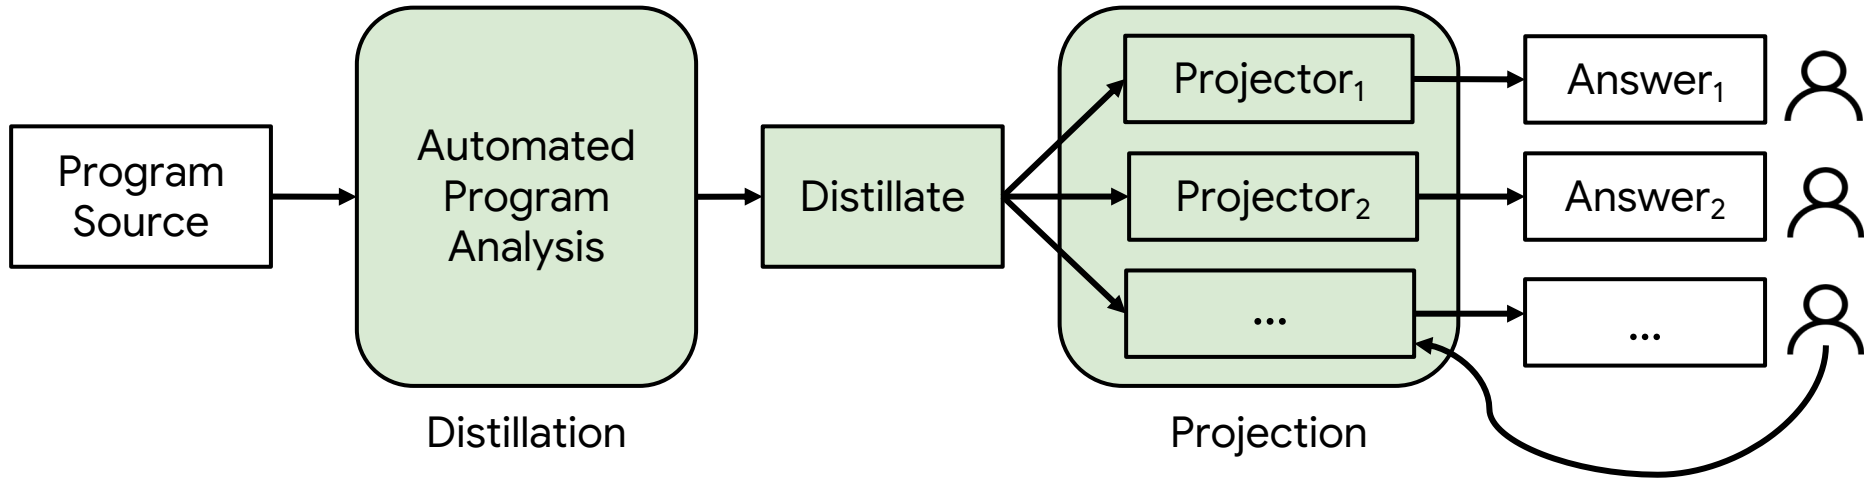 Program
Source
Automated
Program
Analysis
Distillation
Distillate
Projector₁
Projector₂
...
Projection
Answer₁
Answer₂
...